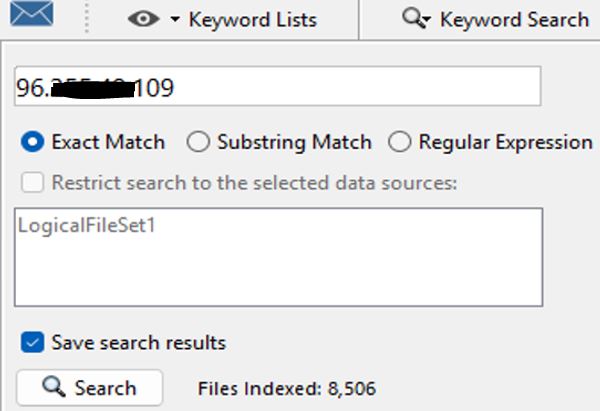 Keyword Lists Keyword Search
96. 109
Exact Match Substring Match Regular Expression
Restrict search to the selected data sources:
LogicalFileSet1
Save search results
Search Files Indexed: 8,506